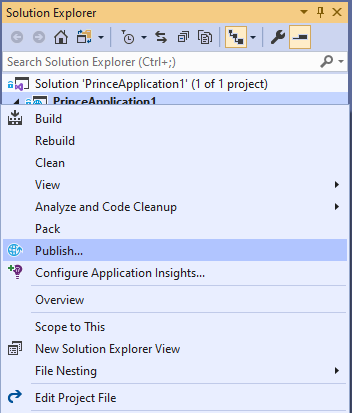 Solution Explorer
Search Solution Explorer (Ctrl+;)
Solution 'PrinceApplication1' (1 of 1 project)
PrinceApplication1
Build
Rebuild
Clean
View
Analyze and Code Cleanup
Pack
Publish...
Configure Application Insights...
Overview
Scope to This
New Solution Explorer View
File Nesting
Edit Project File